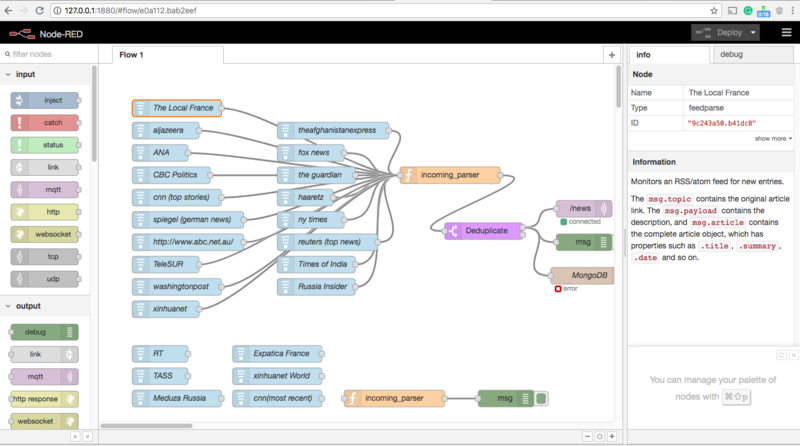 127.0.0.1:1880/#flow/e0a112.bab2eef
Node-RED
Deploy
filter nodes
input
inject
catch
status
link
mqtt
http
websocket
tcp
udp
output
debug
link
mqtt
http response
websocket
Flow 1
The Local France
aljazeera
ANA
CBC Politics
cnn (top stories)
spiegel (german news)
http://www.abc.net.au/
TeleSUR
washingtonpost
xinhuanet
theafghanistanexpress
fox news
the guardian
haaretz
ny times
reuters (top news)
Times of India
Russia Insider
incoming_parser
Deduplicate
/news
connected
msg
MongoDB
error
RT
TASS
Meduza Russia
Expatica France
xinhuanet World
cnn(most recent)
incoming_parser
msg
info
debug
Node
Name The Local France
Type feedparse
ID "9c243a50.b41dc8"
show more
Information
Monitors an RSS/atom feed for new entries.
The msg.topic contains the original article
link. The msg.payload contains the
description, and msg.article contains
the complete article object, which has
properties such as .title, .summary,
.date and so on.
You can manage your palette
of nodes with ⌘⇧p